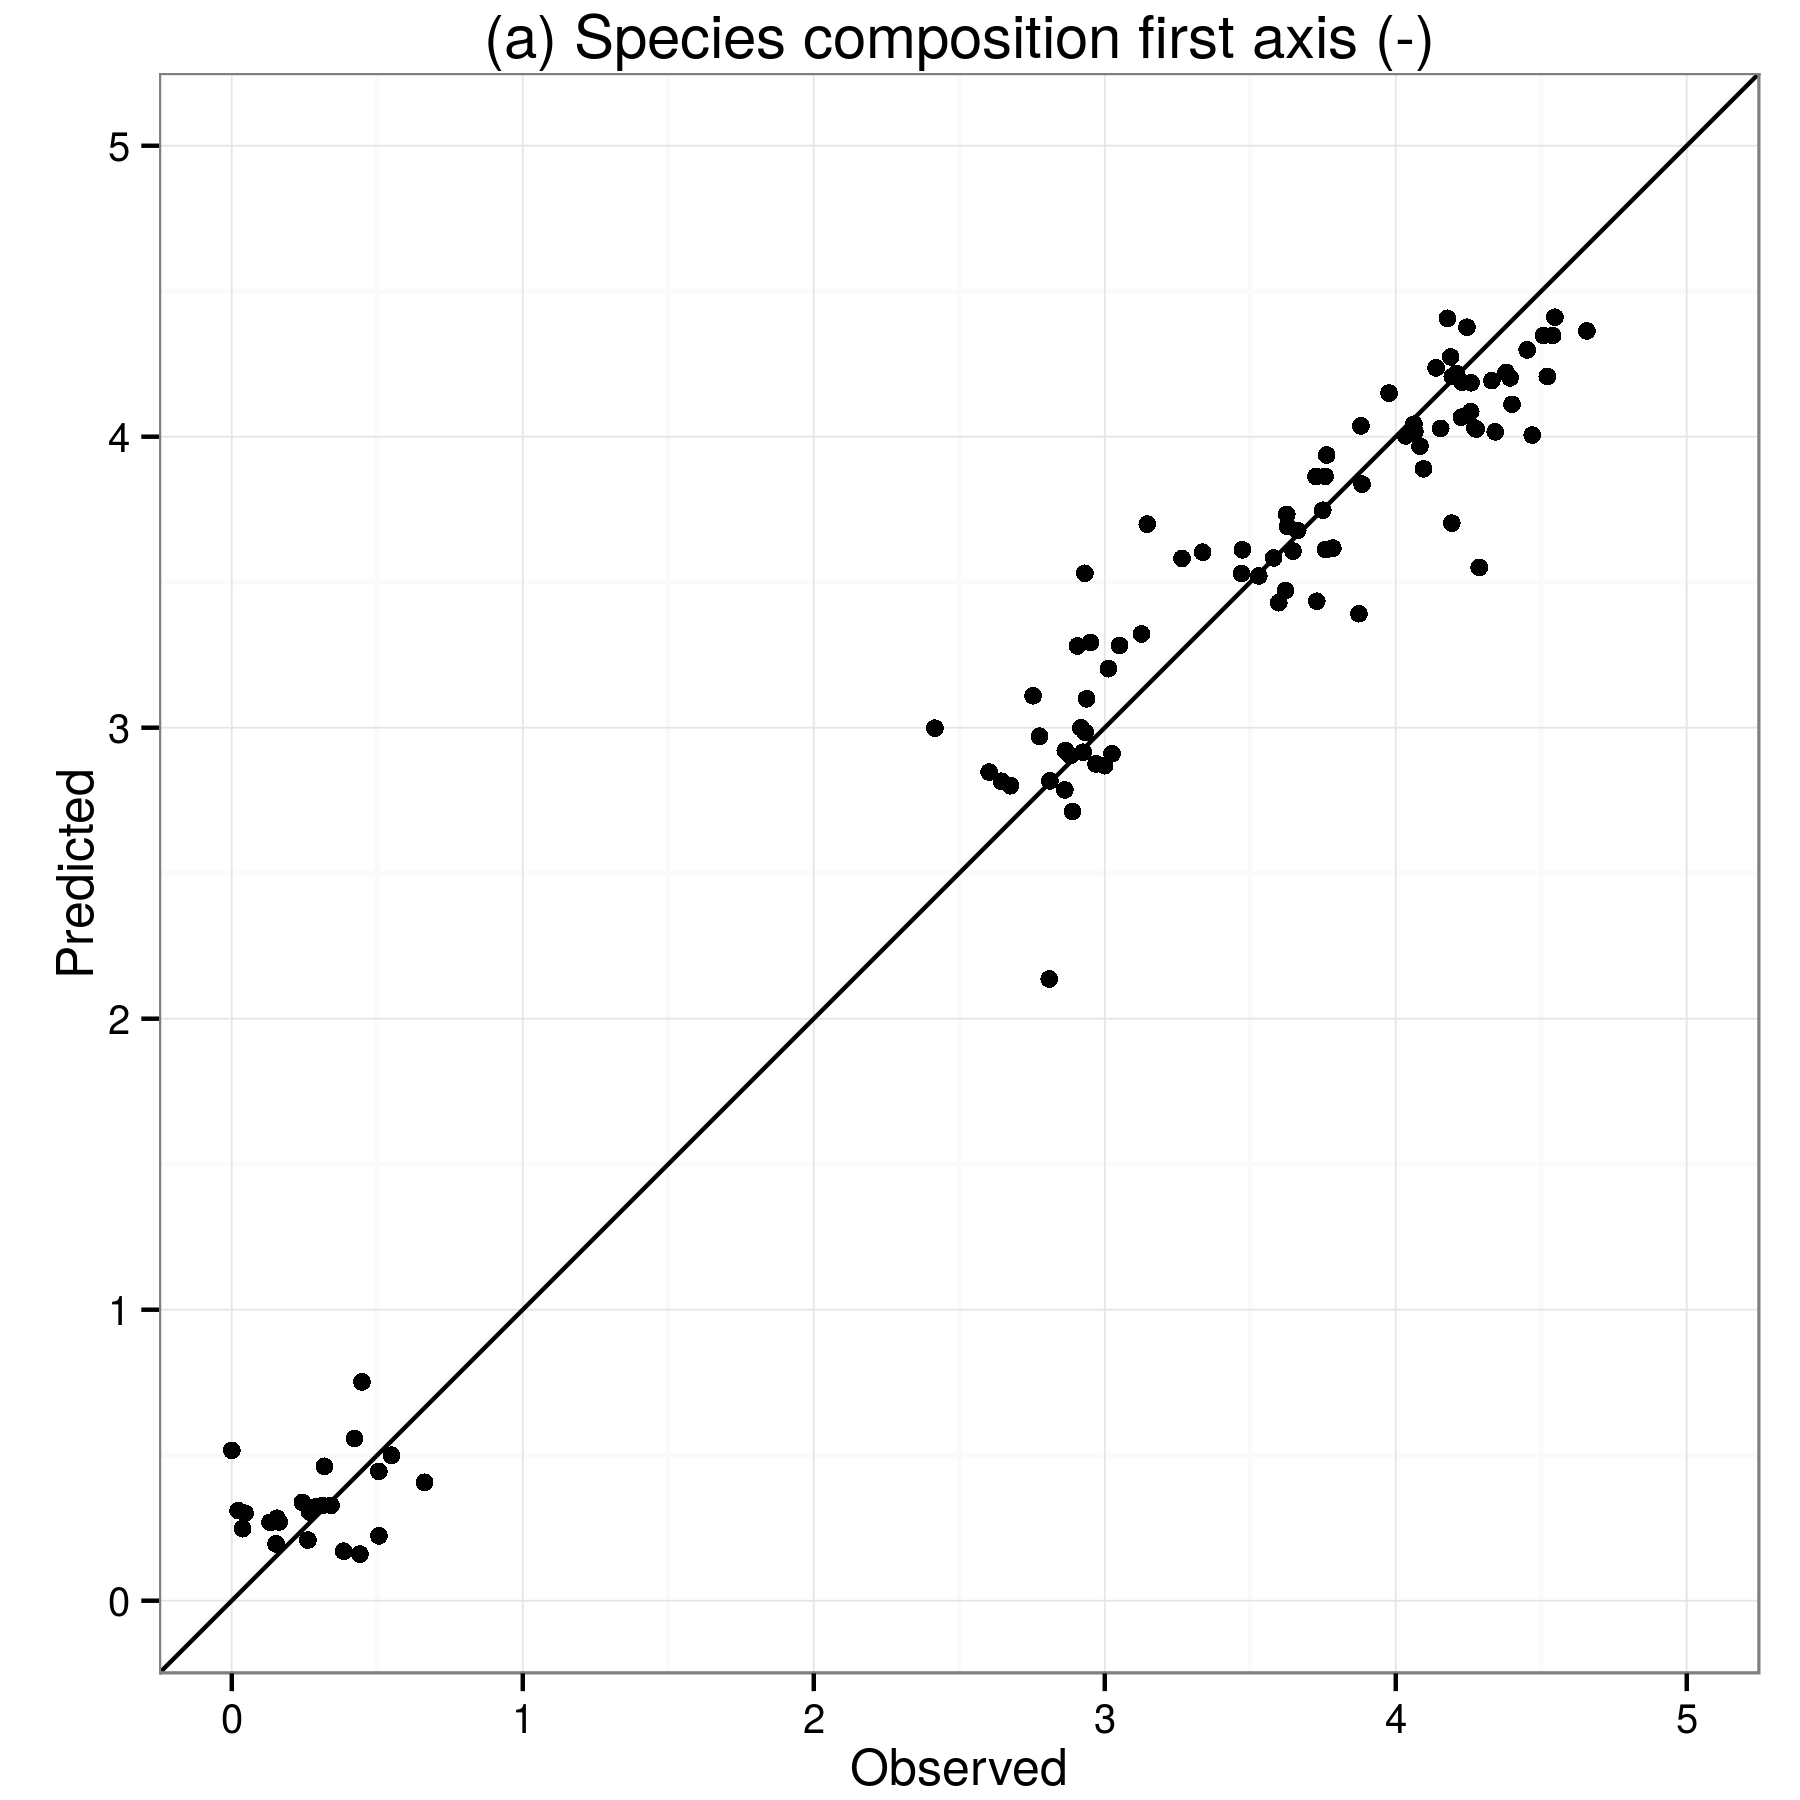 (a) Species composition first axis (-)
5
4
3
2
1
0
Predicted
0 1 2 3 4 5
Observed